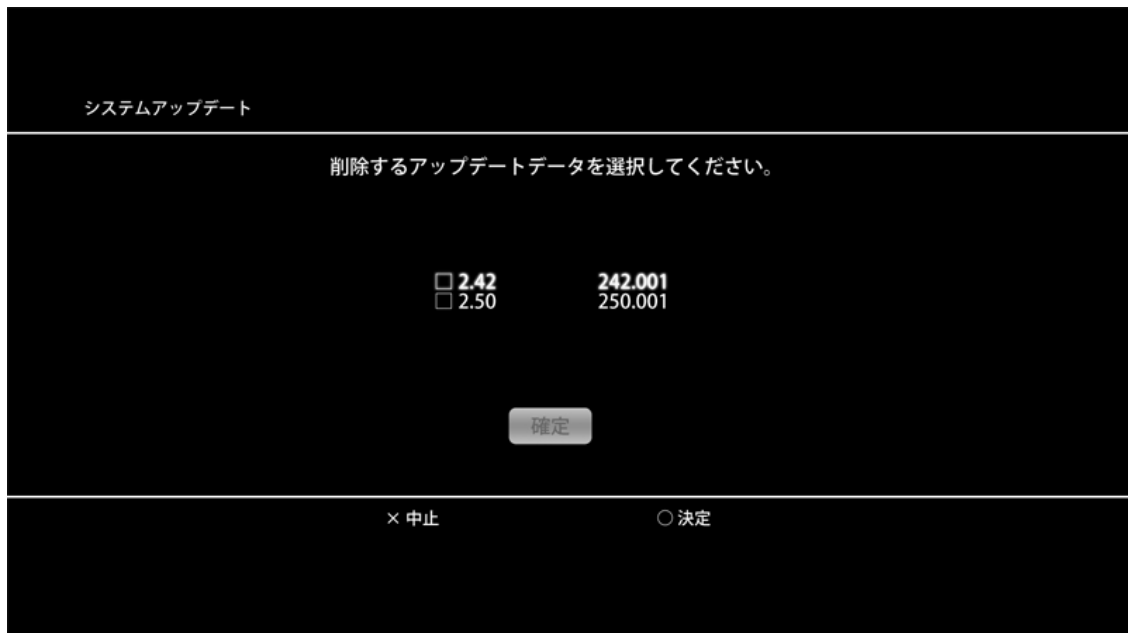 システムアップデート
削除するアップデートデータを選択してください。
□ 2.42 242.001
□ 2.50 250.001
確定
× 中止 ○ 決定